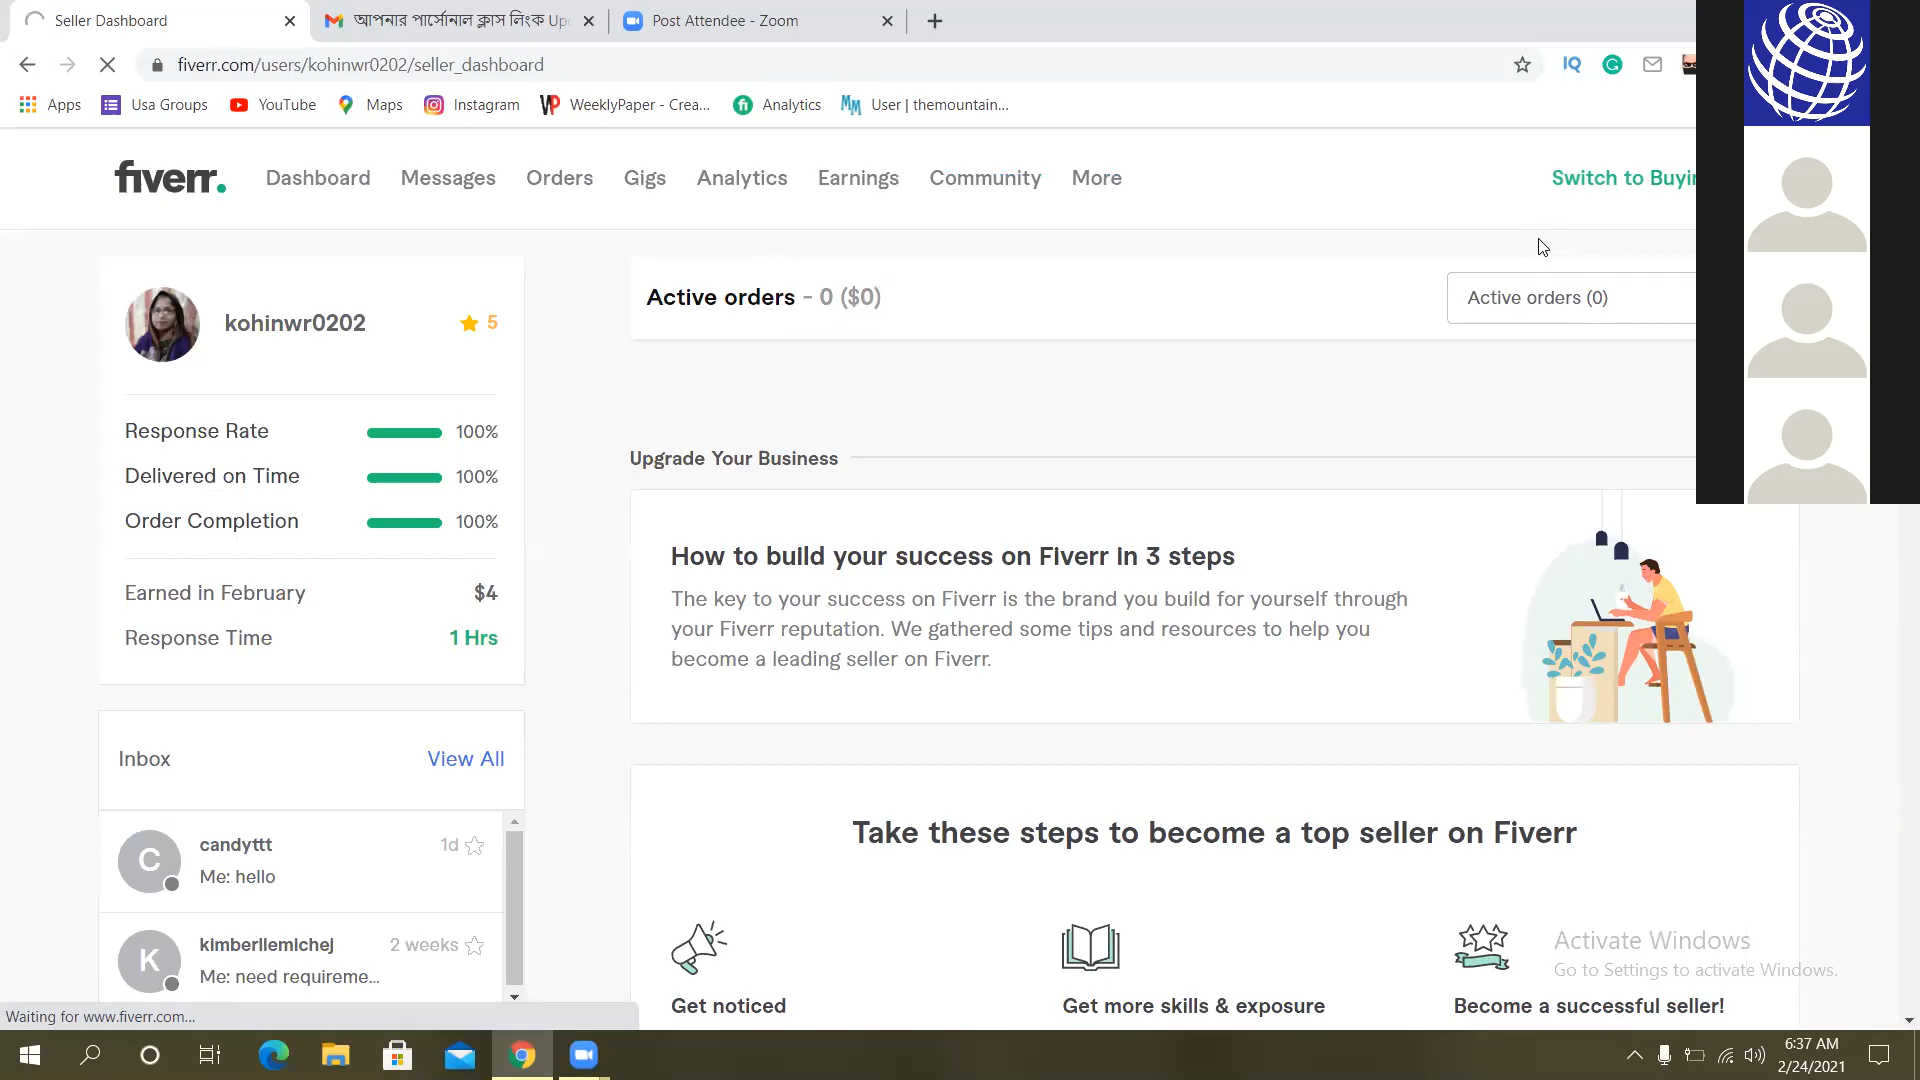 Seller Dashboard
আপনার পার্সোনাল ক্লাস লিংক Up
Post Attendee - Zoom
fiverr.com/users/kohinwr0202/seller_dashboard
Apps
Usa Groups
YouTube
Maps
Instagram
WeeklyPaper - Crea...
Analytics
User | themountain...
fiverr.
Dashboard
Messages
Orders
Gigs
Analytics
Earnings
Community
More
Switch to Buyin
kohinwr0202
5
Active orders - 0 ($0)
Active orders (0)
Response Rate
100%
Delivered on Time
100%
Order Completion
100%
Earned in February
$4
Response Time
1 Hrs
Upgrade Your Business
How to build your success on Fiverr in 3 steps
The key to your success on Fiverr is the brand you build for yourself through
your Fiverr reputation. We gathered some tips and resources to help you
become a leading seller on Fiverr.
Inbox
View All
C
candyttt
1d
Me: hello
K
kimberliemichej
2 weeks
Me: need requireme...
Take these steps to become a top seller on Fiverr
Get noticed
Get more skills & exposure
Become a successful seller!
Activate Windows
Go to Settings to activate Windows.
Waiting for www.fiverr.com...
6:37 AM
2/24/2021